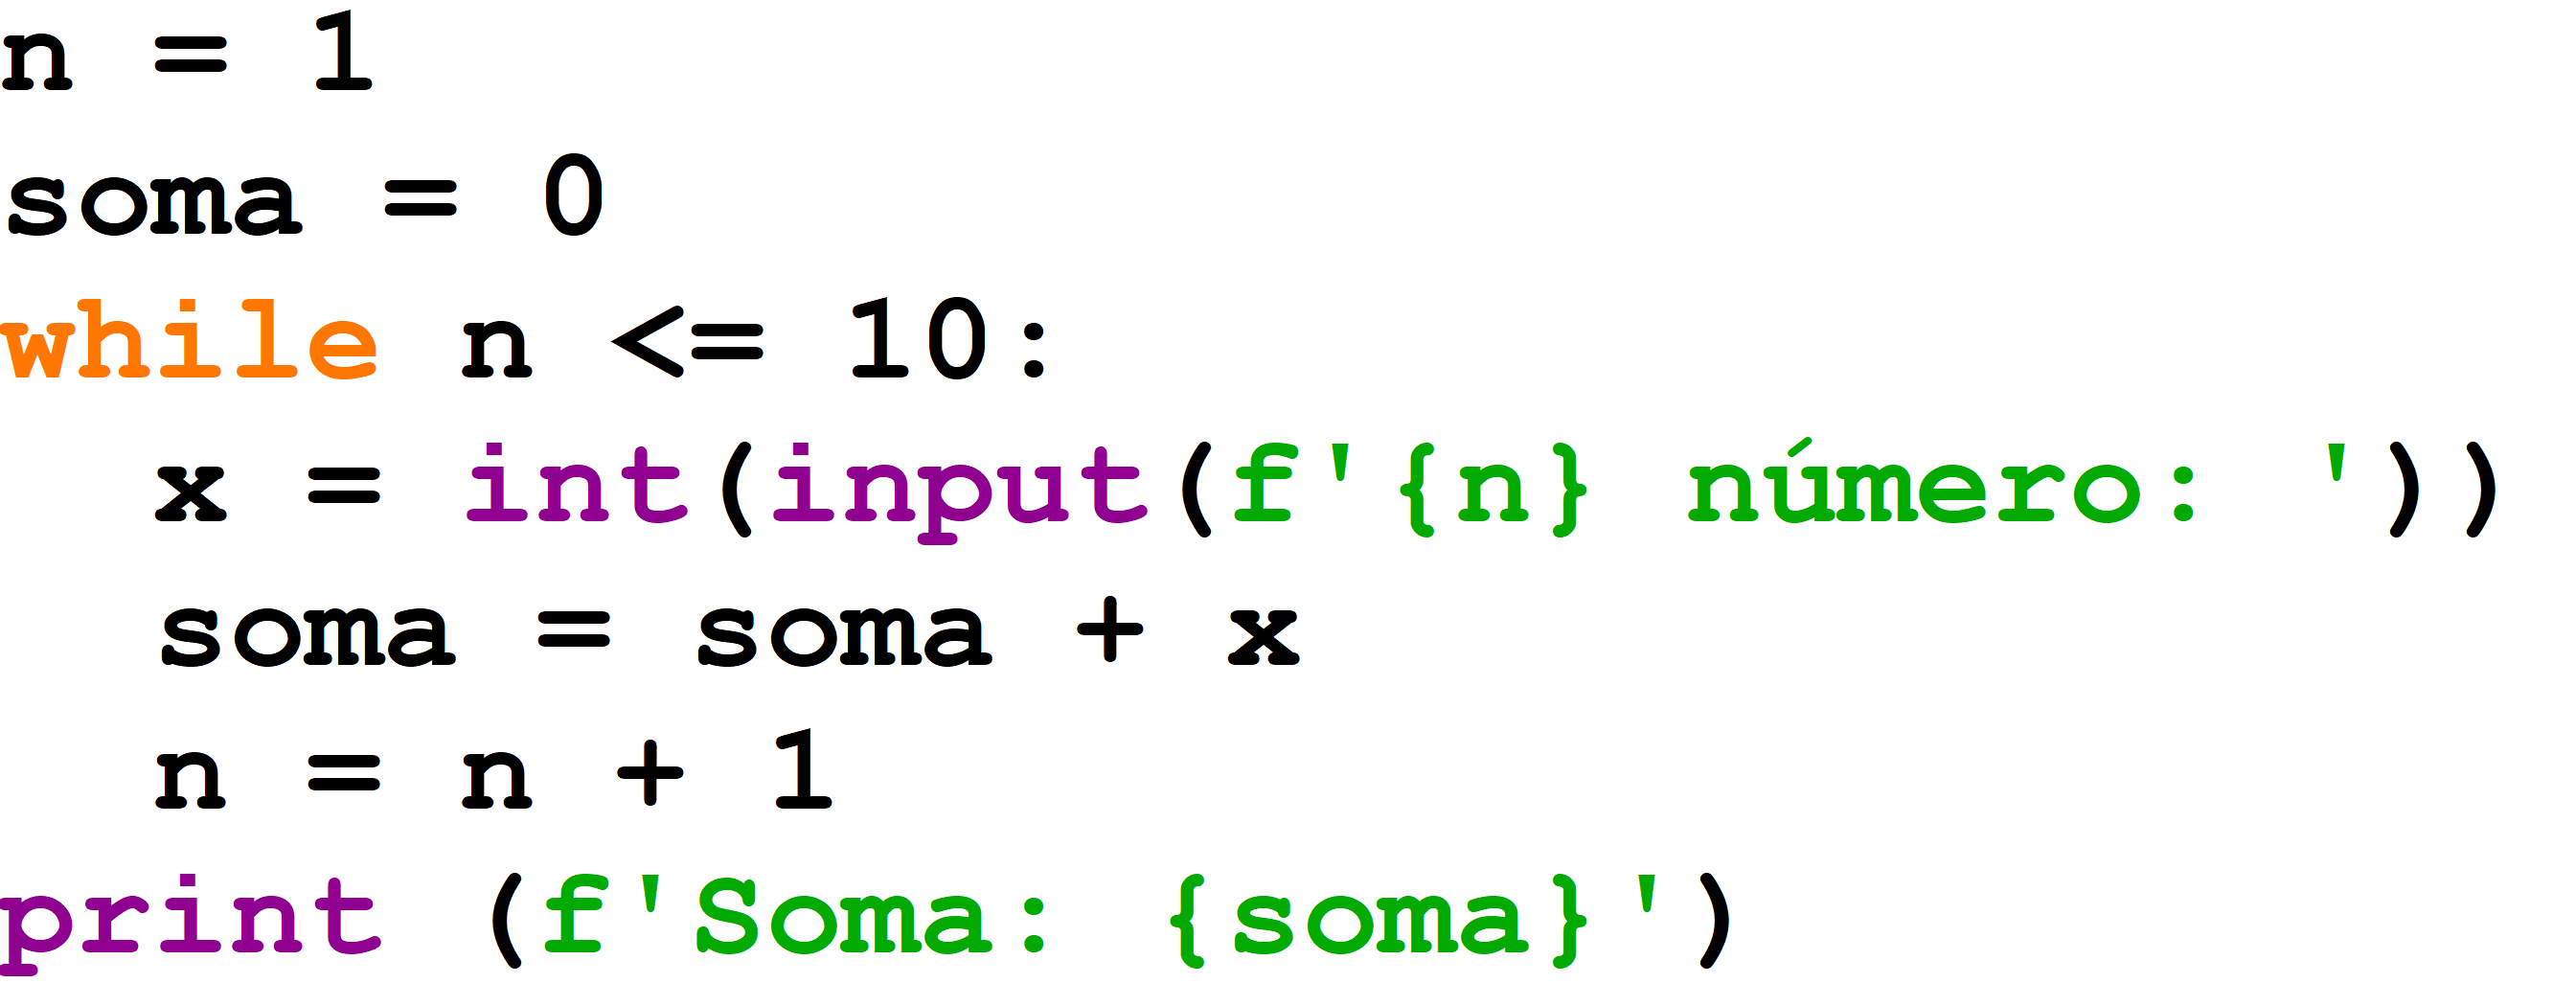 n = 1
soma = 0
while n <= 10:
  x = int(input(f'{n} número: '))
  soma = soma + x
  n = n + 1
print (f'Soma: {soma}')